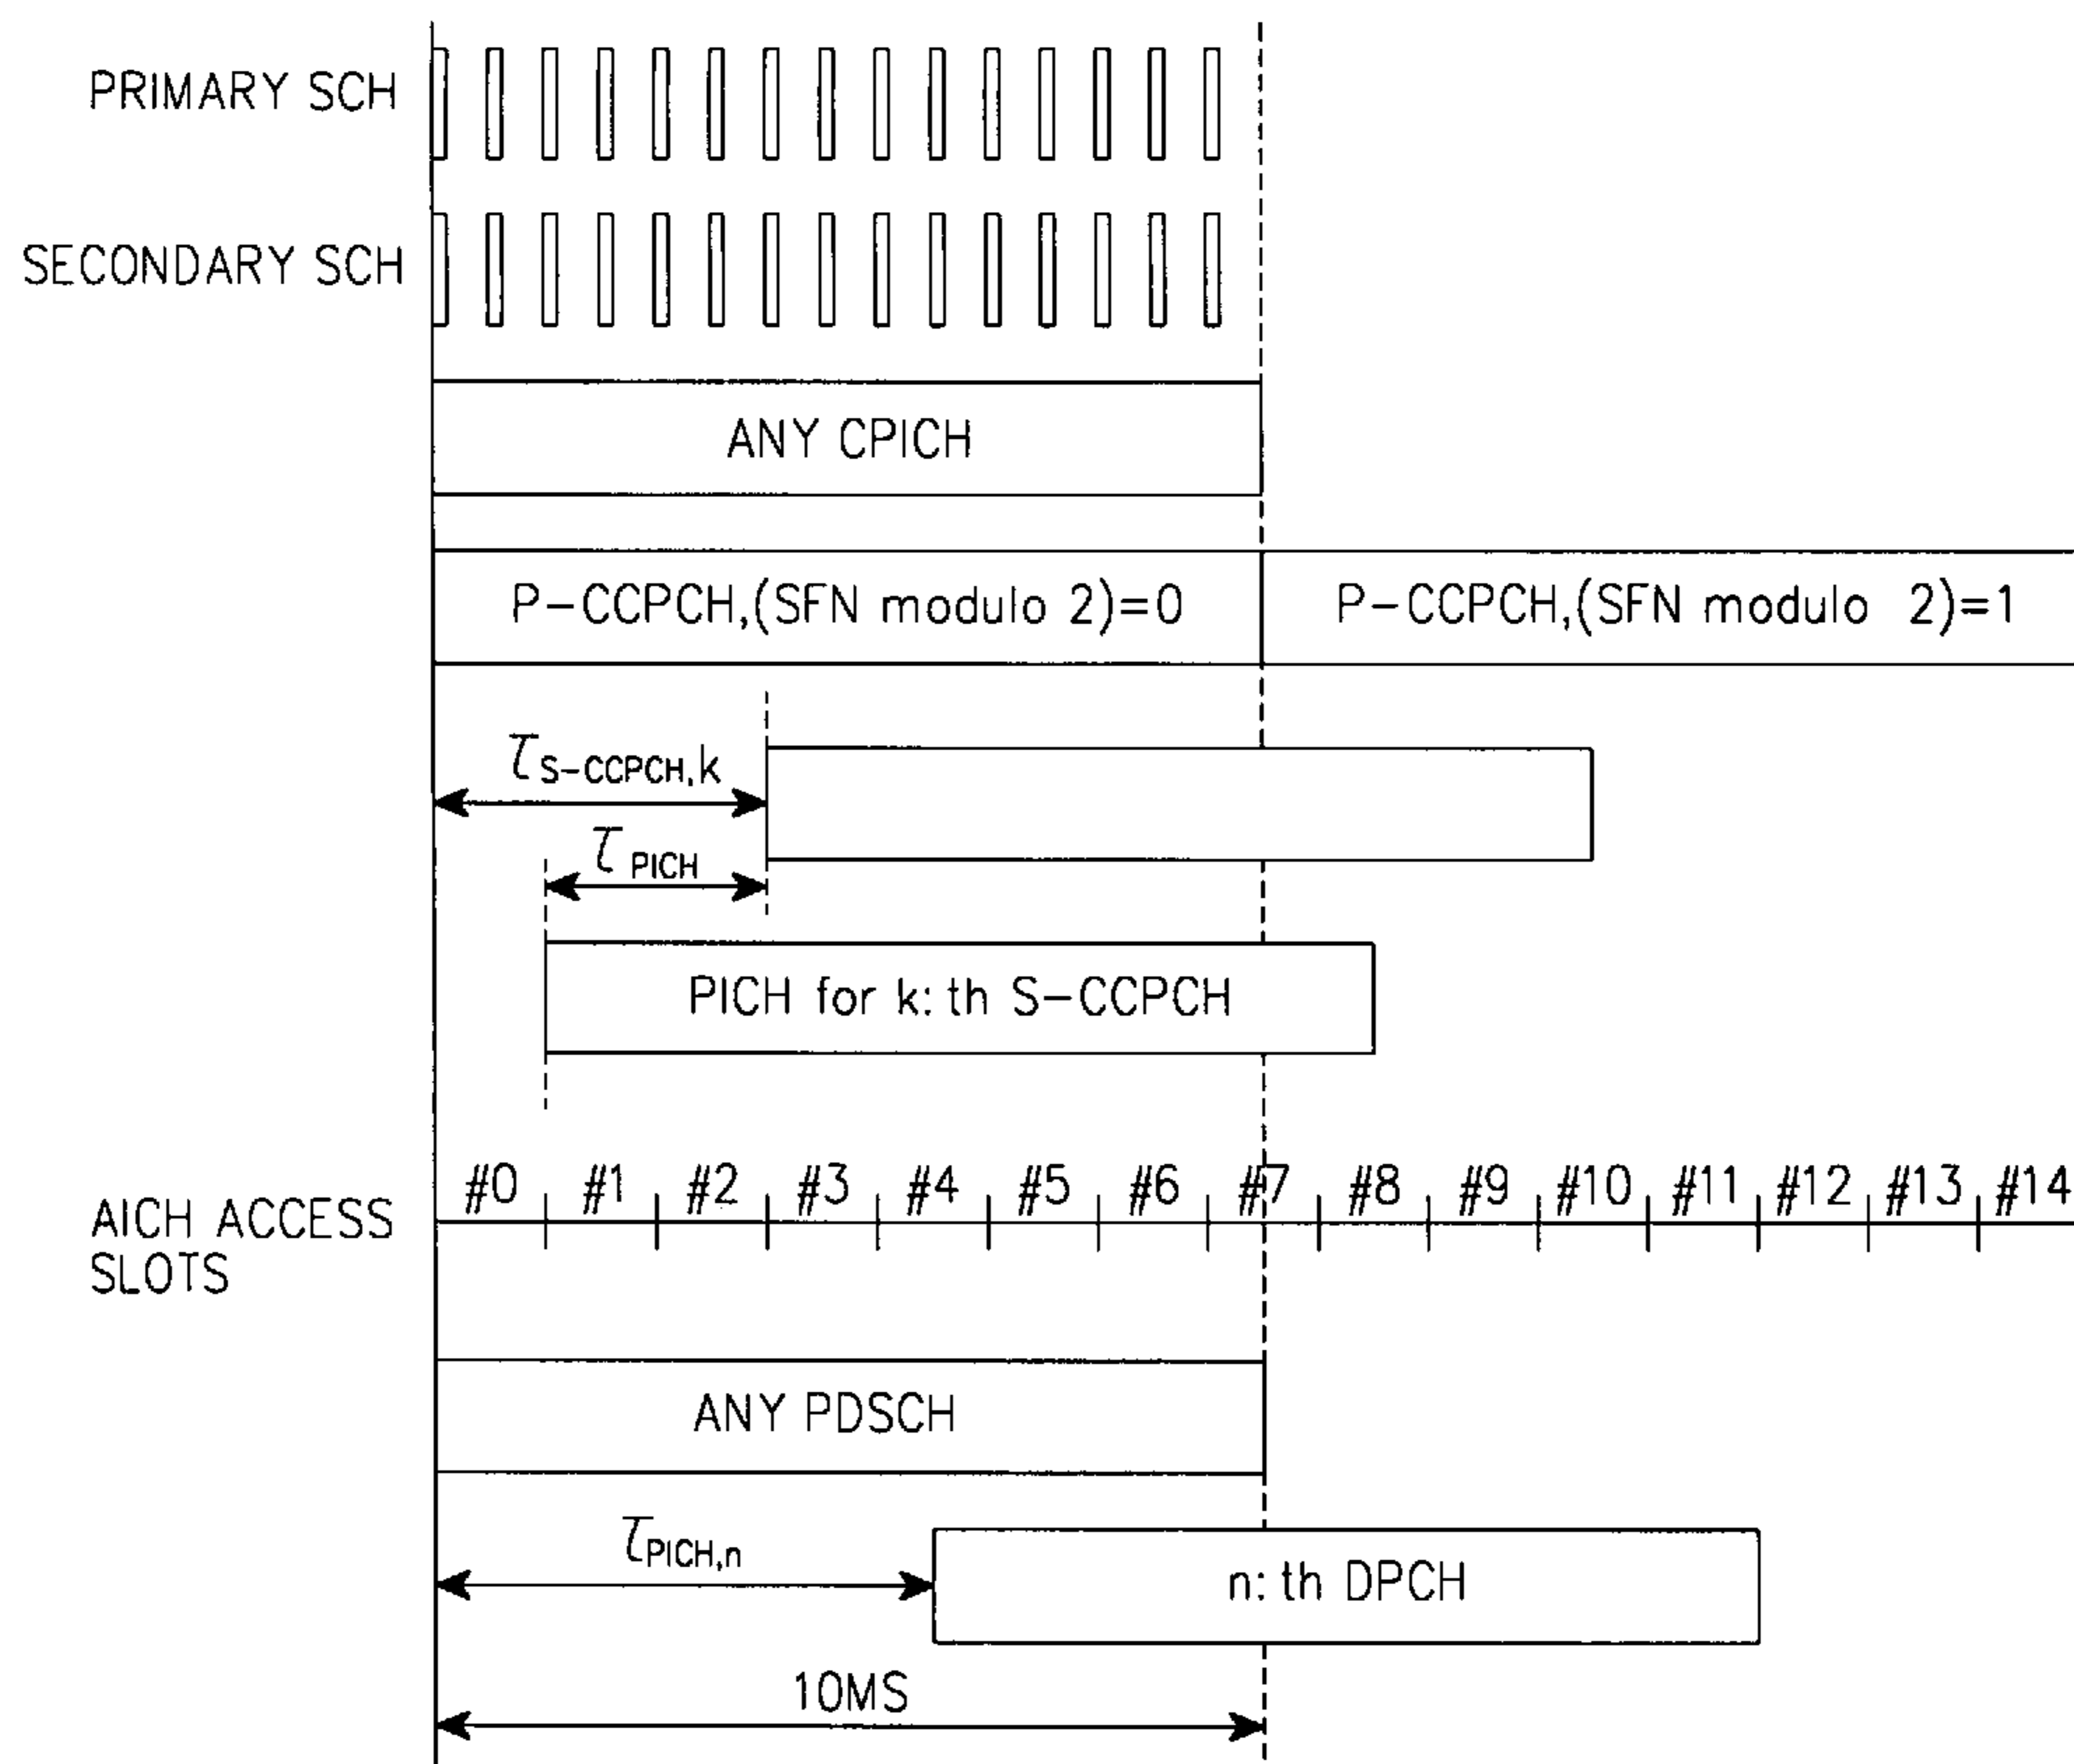 PRIMARY SCH
SECONDARY SCH
ANY CPICH
P-CCPCH,(SFN modulo 2)=0 P-CCPCH,(SFN modulo 2)=1
τS-CCPCH,k
τPICH
PICH for k: th S-CCPCH
#0 #1 #2 #3 #4 #5 #6 #7 #8 #9 #10 #11 #12 #13 #14
AICH ACCESS
SLOTS
ANY PDSCH
τPICH,n
n: th DPCH
10MS